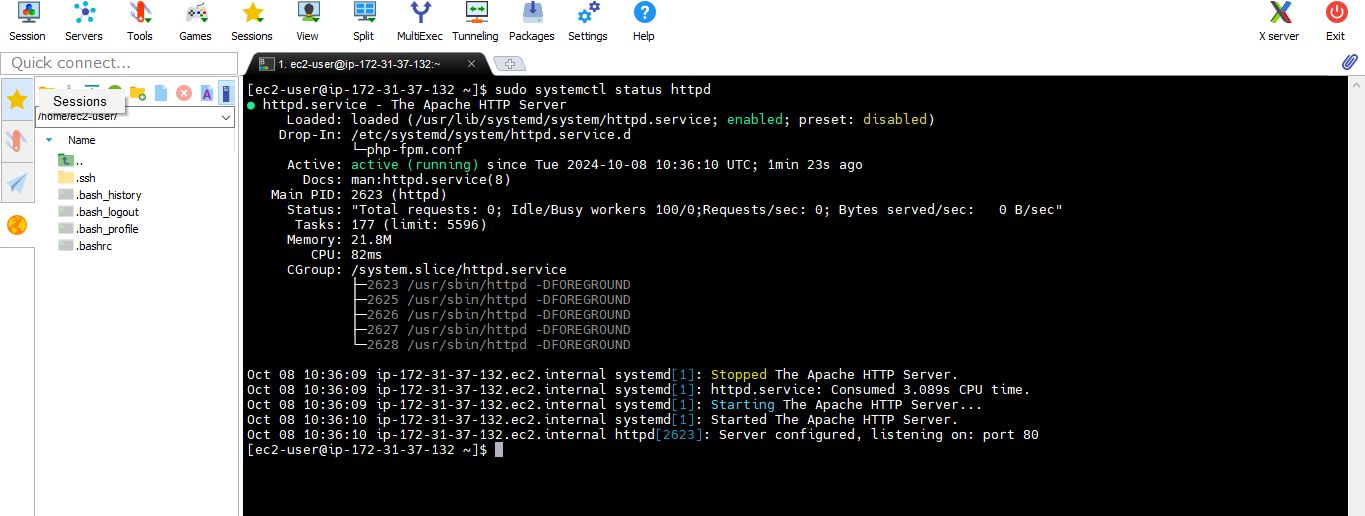 Session Servers Tools Games Sessions View Split MultiExec Tunneling Packages Settings Help X server Exit
Quick connect...
1. ec2-user@ip-172-31-37-132:~
Sessions
/home/ec2-user/
Name
..
.ssh
.bash_history
.bash_logout
.bash_profile
.bashrc
[ec2-user@ip-172-31-37-132 ~]$ sudo systemctl status httpd
● httpd.service - The Apache HTTP Server
Loaded: loaded (/usr/lib/systemd/system/httpd.service; enabled; preset: disabled)
Drop-In: /etc/systemd/system/httpd.service.d
└─php-fpm.conf
Active: active (running) since Tue 2024-10-08 10:36:10 UTC; 1min 23s ago
Docs: man:httpd.service(8)
Main PID: 2623 (httpd)
Status: "Total requests: 0; Idle/Busy workers 100/0;Requests/sec: 0; Bytes served/sec:   0 B/sec"
Tasks: 177 (limit: 5596)
Memory: 21.8M
CPU: 82ms
CGroup: /system.slice/httpd.service
├─2623 /usr/sbin/httpd -DFOREGROUND
├─2625 /usr/sbin/httpd -DFOREGROUND
├─2626 /usr/sbin/httpd -DFOREGROUND
├─2627 /usr/sbin/httpd -DFOREGROUND
└─2628 /usr/sbin/httpd -DFOREGROUND
Oct 08 10:36:09 ip-172-31-37-132.ec2.internal systemd[1]: Stopped The Apache HTTP Server.
Oct 08 10:36:09 ip-172-31-37-132.ec2.internal systemd[1]: httpd.service: Consumed 3.089s CPU time.
Oct 08 10:36:09 ip-172-31-37-132.ec2.internal systemd[1]: Starting The Apache HTTP Server...
Oct 08 10:36:10 ip-172-31-37-132.ec2.internal systemd[1]: Started The Apache HTTP Server.
Oct 08 10:36:10 ip-172-31-37-132.ec2.internal httpd[2623]: Server configured, listening on: port 80
[ec2-user@ip-172-31-37-132 ~]$